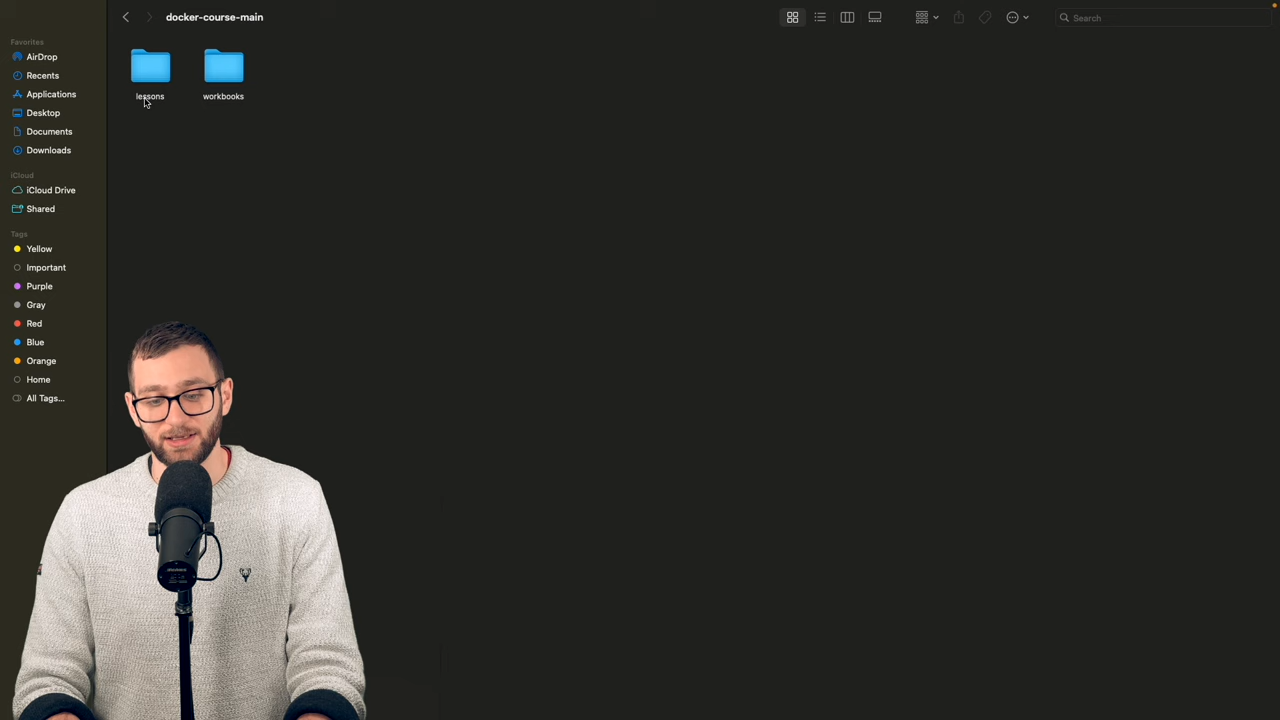 docker-course-main
Search
Favorites
AirDrop
Recents
Applications
Desktop
Documents
Downloads
iCloud
iCloud Drive
Shared
Tags
Yellow
Important
Purple
Gray
Red
Blue
Orange
Home
All Tags...
lessons
workbooks